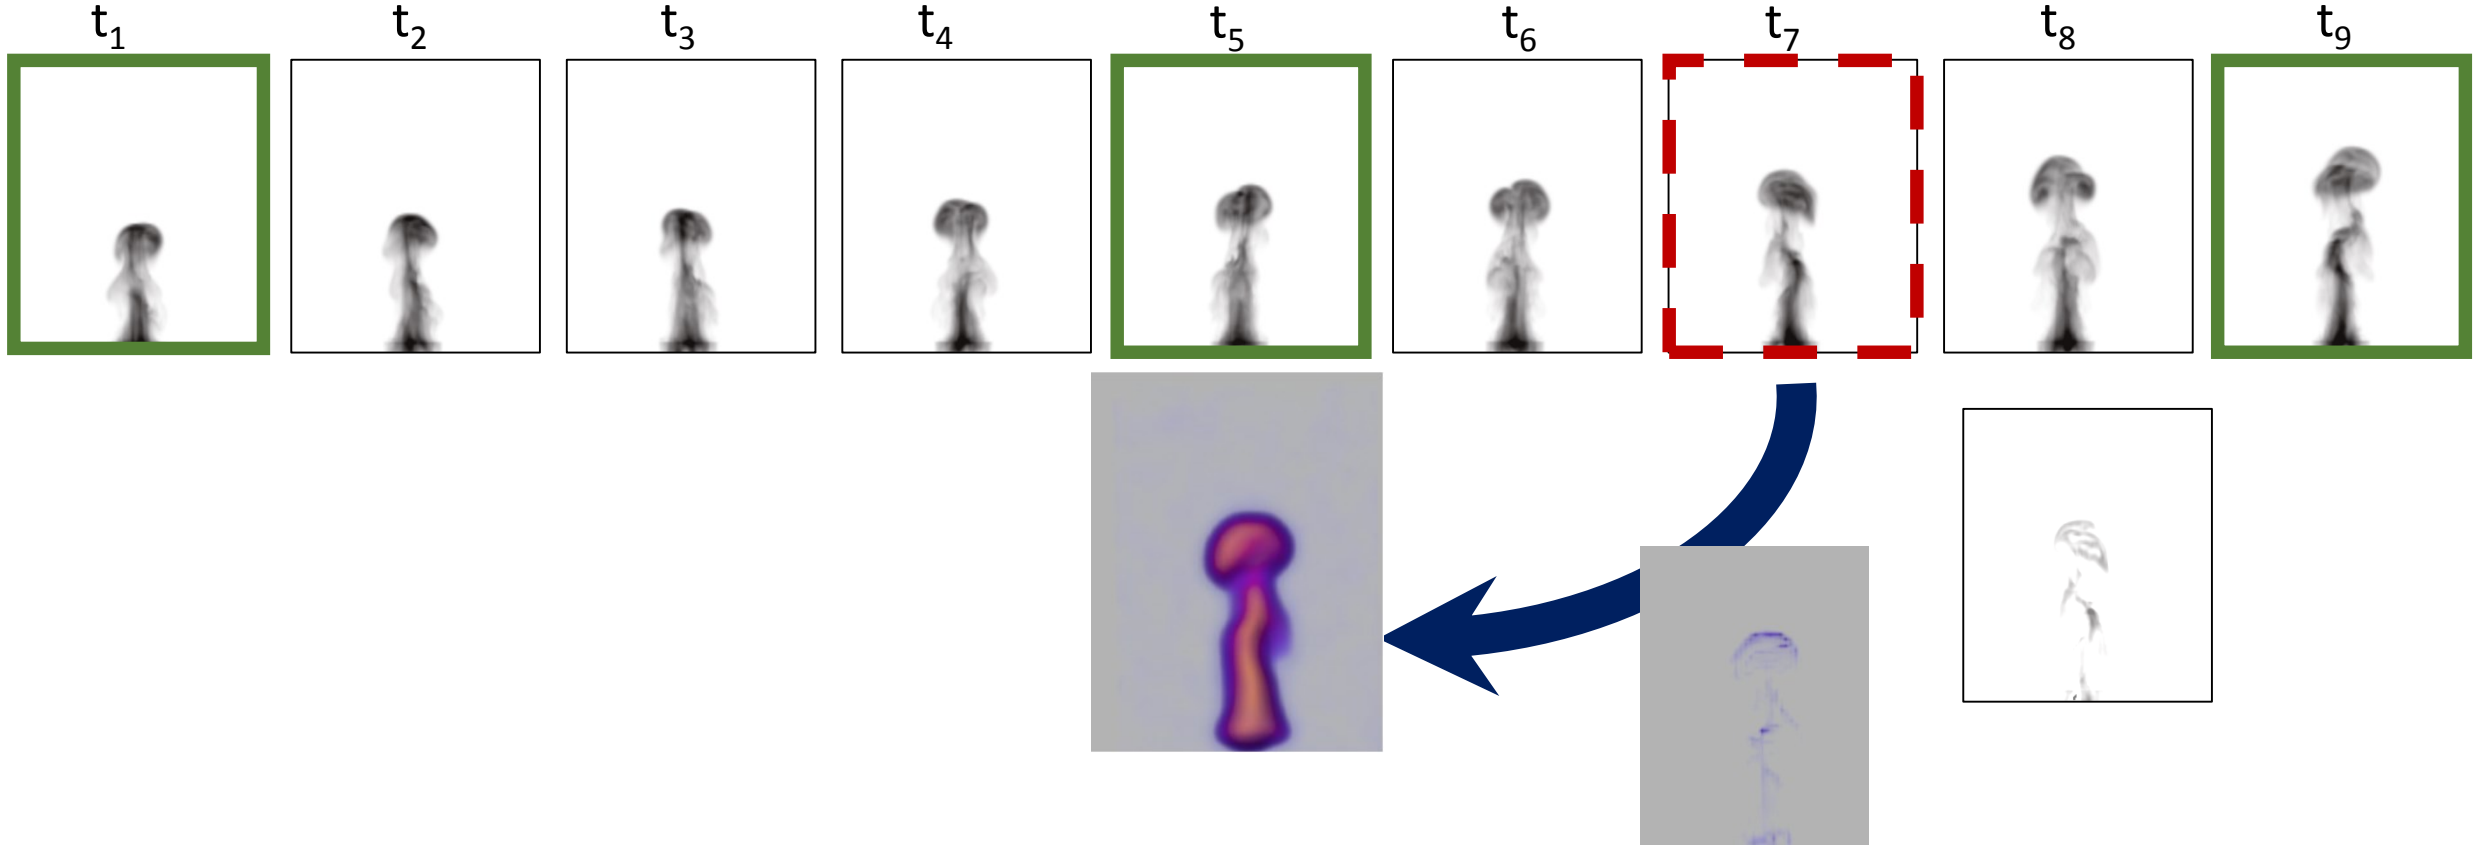 t₁ t₂ t₃ t₄ t₅ t₆ t₇ t₈ t₉